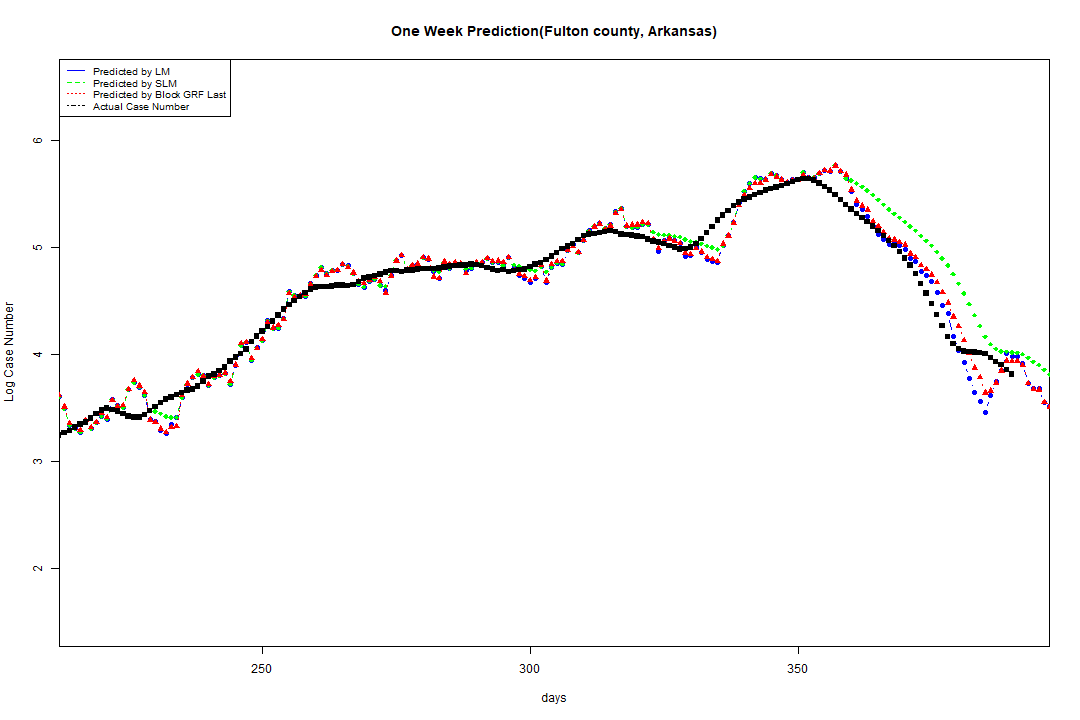 One Week Prediction(Fulton county, Arkansas)
Predicted by LM
Predicted by SLM
Predicted by Block GRF Last
Actual Case Number
6
5
4
3
2
Log Case Number
250
300
350
days